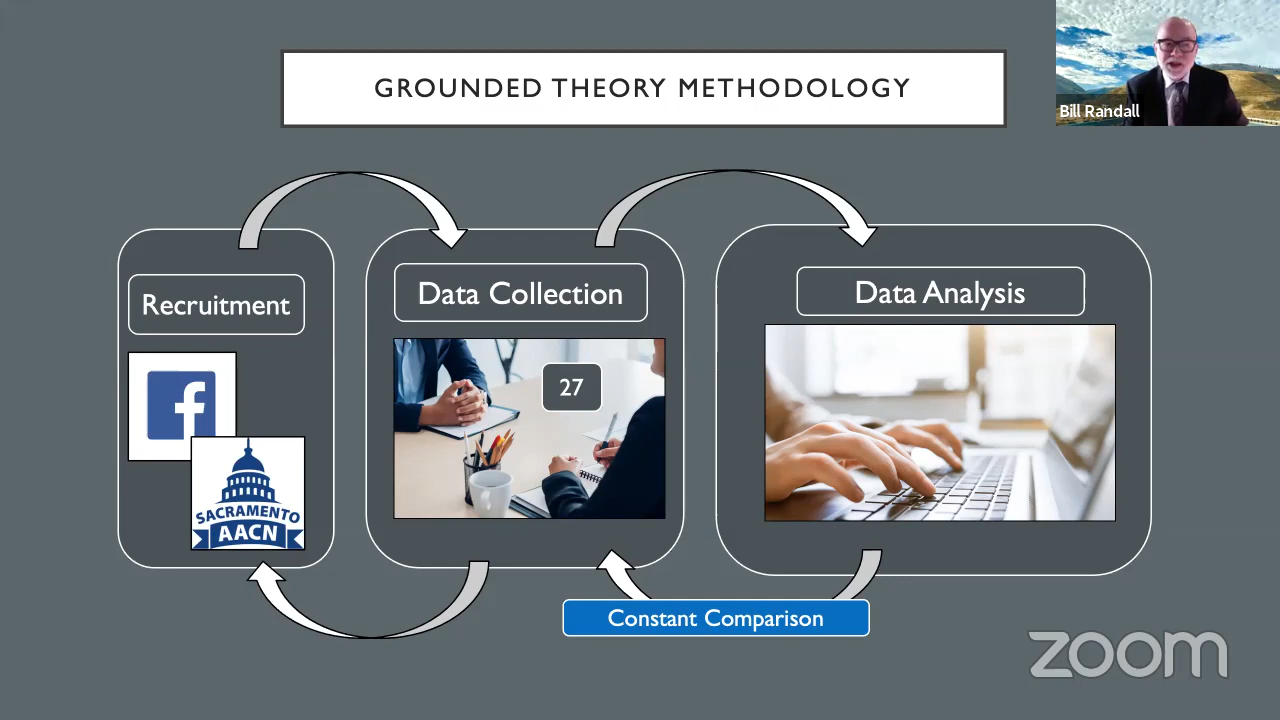 GROUNDED THEORY METHODOLOGY
Bill Randall
Recruitment
Data Collection
Data Analysis
27
SACRAMENTO
AACN
Constant Comparison
zoom